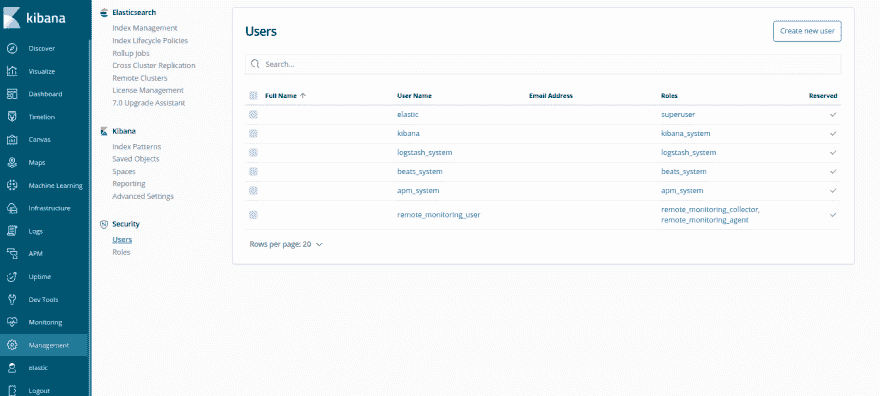 kibana
Discover
Visualize
Dashboard
Timelion
Canvas
Maps
Machine Learning
Infrastructure
Logs
APM
Uptime
Dev Tools
Monitoring
Management
elastic
Logout
Elasticsearch
Index Management
Index Lifecycle Policies
Rollup Jobs
Cross Cluster Replication
Remote Clusters
License Management
7.0 Upgrade Assistant
Kibana
Index Patterns
Saved Objects
Spaces
Reporting
Advanced Settings
Security
Users
Roles
Users
Create new user
Search...
Full Name ↑ User Name Email Address Roles Reserved
elastic superuser
kibana kibana_system
logstash_system logstash_system
beats_system beats_system
apm_system apm_system
remote_monitoring_user remote_monitoring_collector,
remote_monitoring_agent
Rows per page: 20